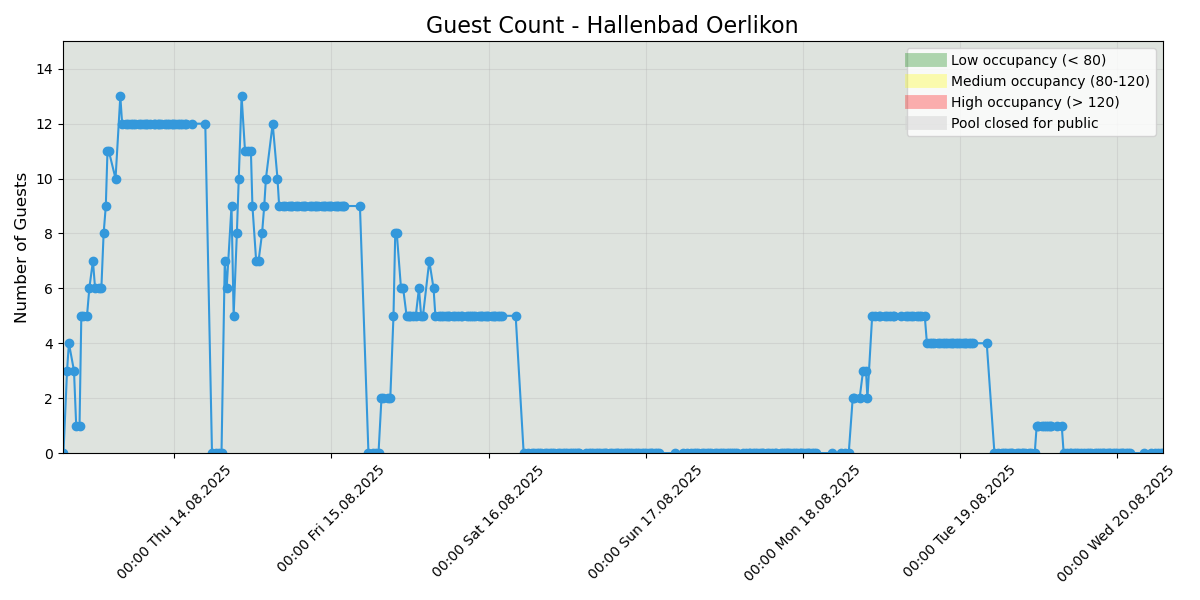 Guest Count - Hallenbad Oerlikon
Number of Guests
14
12
10
8
6
4
2
0
Low occupancy (< 80)
Medium occupancy (80-120)
High occupancy (> 120)
Pool closed for public
00:00 Thu 14.08.2025
00:00 Fri 15.08.2025
00:00 Sat 16.08.2025
00:00 Sun 17.08.2025
00:00 Mon 18.08.2025
00:00 Tue 19.08.2025
00:00 Wed 20.08.2025